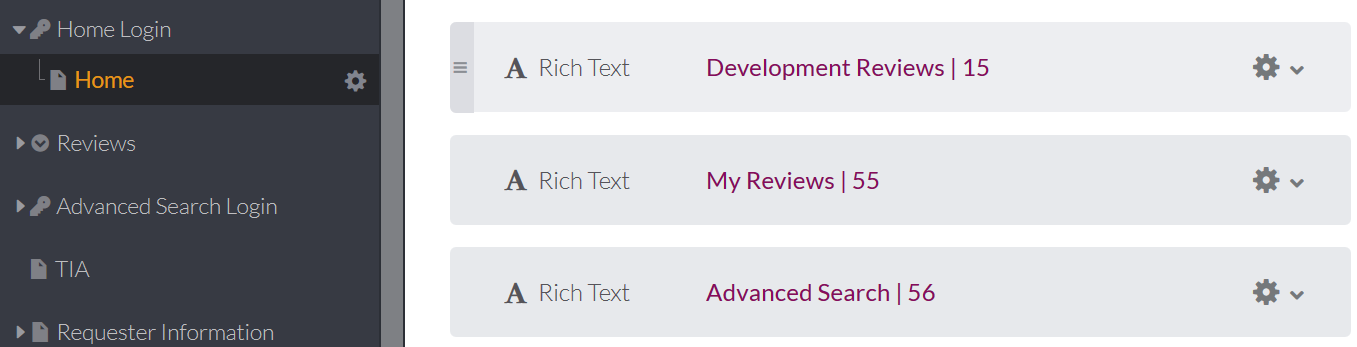 Home Login
Home
Reviews
Advanced Search Login
TIA
Requester Information
A Rich Text Development Reviews | 15
A Rich Text My Reviews | 55
A Rich Text Advanced Search | 56